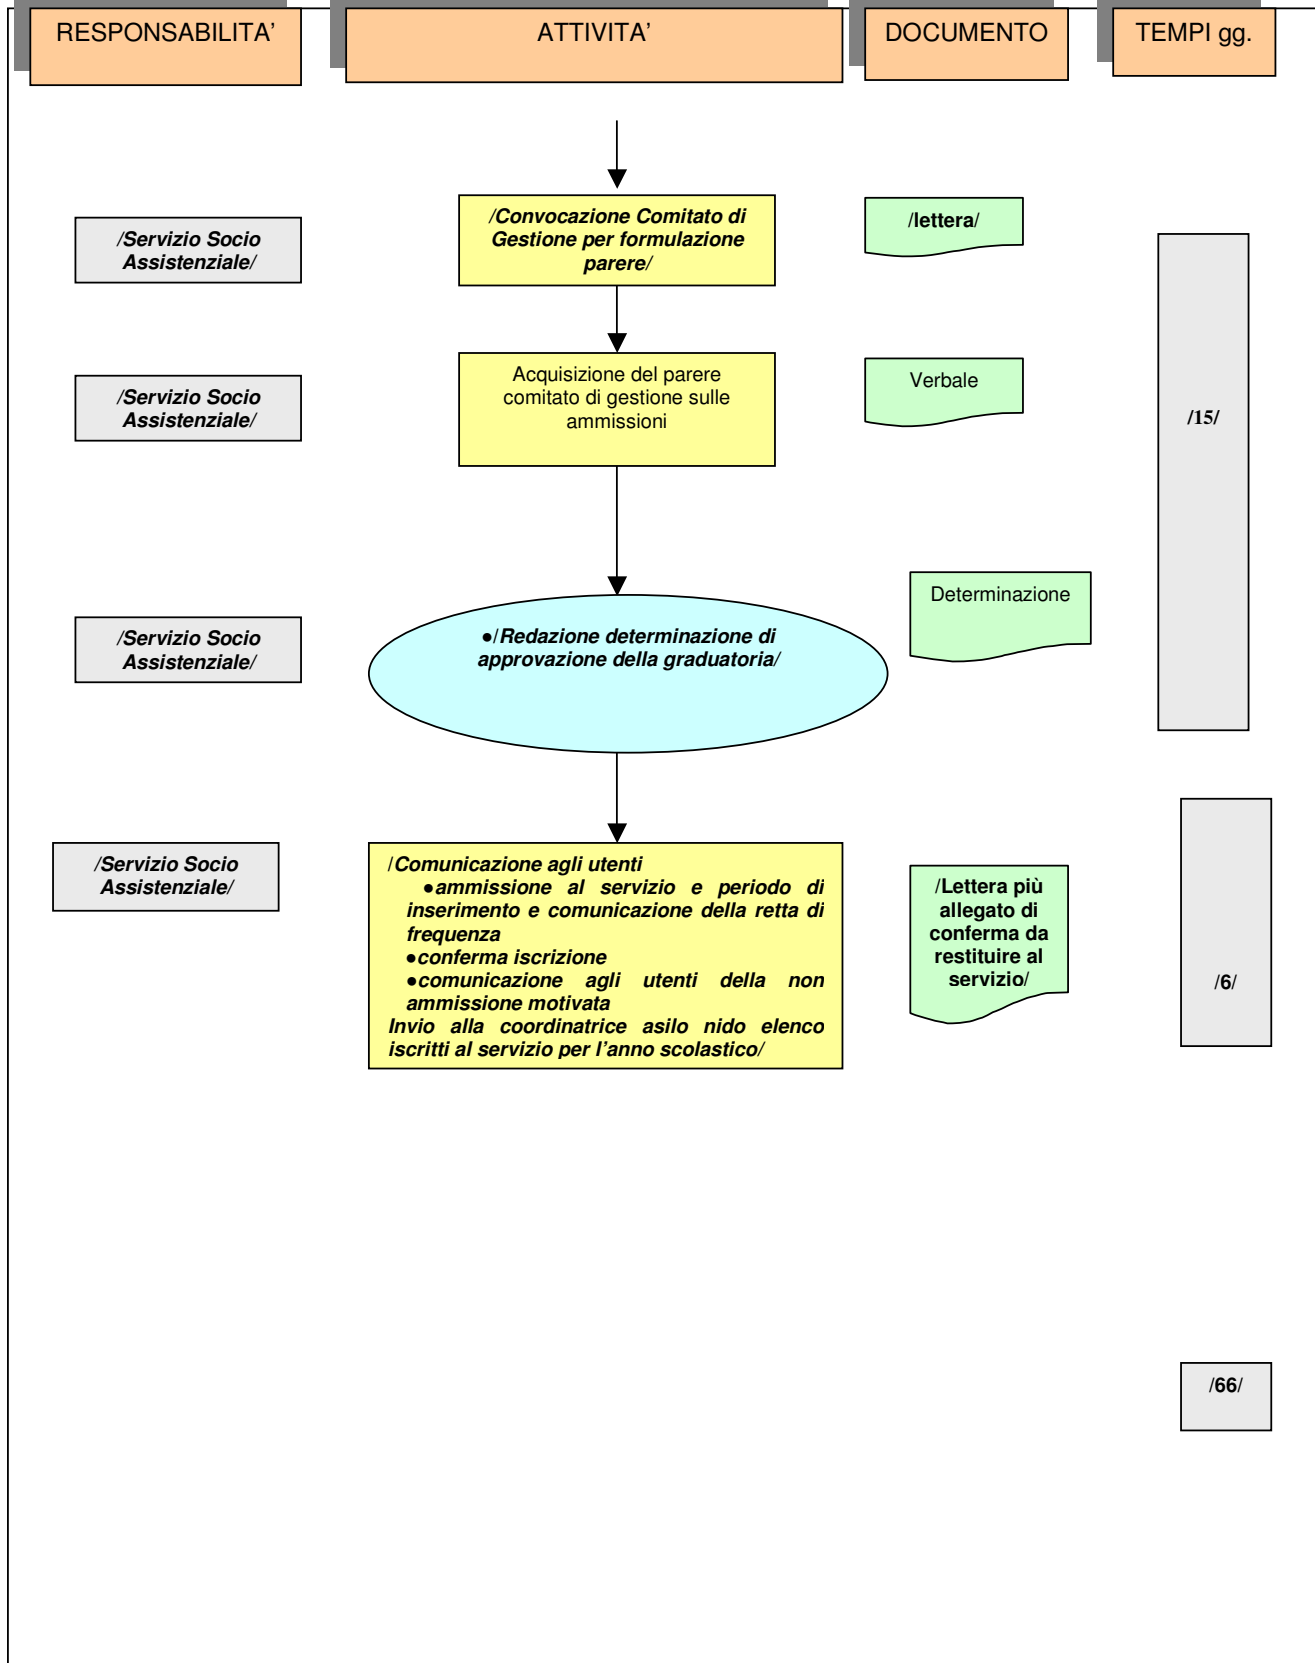 RESPONSABILITA’
ATTIVITA’
DOCUMENTO
TEMPI gg.
/Servizio Socio
Assistenziale/
/Convocazione Comitato di
Gestione per formulazione
parere/
/lettera/
/Servizio Socio
Assistenziale/
Acquisizione del parere
comitato di gestione sulle
ammissioni
Verbale
/15/
/Servizio Socio
Assistenziale/
●/Redazione determinazione di
approvazione della graduatoria/
Determinazione
/Servizio Socio
Assistenziale/
/Comunicazione agli utenti
●ammissione al servizio e periodo di
inserimento e comunicazione della retta di
frequenza
●conferma iscrizione
●comunicazione agli utenti della non
ammissione motivata
Invio alla coordinatrice asilo nido elenco
iscritti al servizio per l’anno scolastico/
/Lettera più
allegato di
conferma da
restituire al
servizio/
/6/
/66/